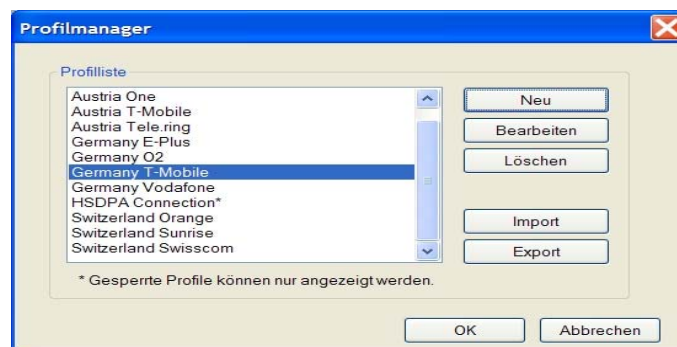 Profilmanager
Profilliste
Austria One
Austria T-Mobile
Austria Tele.ring
Germany E-Plus
Germany O2
Germany T-Mobile
Germany Vodafone
HSDPA Connection*
Switzerland Orange
Switzerland Sunrise
Switzerland Swisscom
* Gesperrte Profile können nur angezeigt werden.
Neu
Bearbeiten
Löschen
Import
Export
OK
Abbrechen